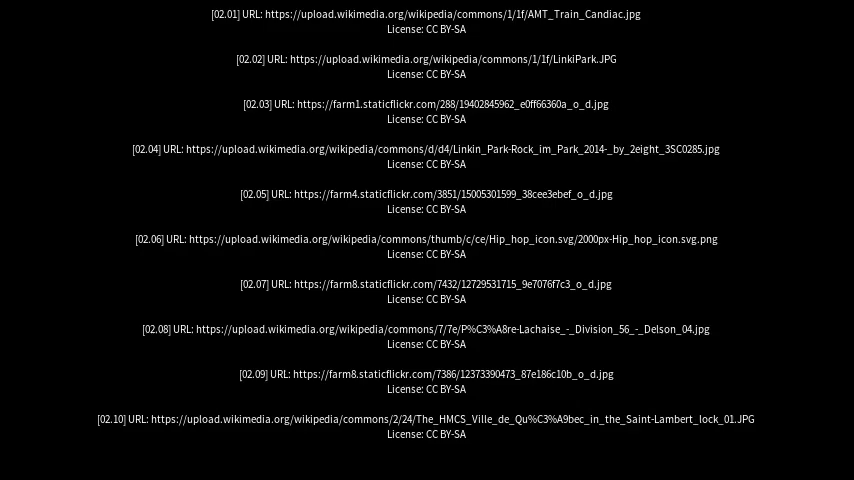 [02.01] URL: https://upload.wikimedia.org/wikipedia/commons/1/1f/AMT_Train_Candiac.jpg
License: CC BY-SA
[02.02] URL: https://upload.wikimedia.org/wikipedia/commons/1/1f/LinkiPark.JPG
License: CC BY-SA
[02.03] URL: https://farm1.staticflickr.com/288/19402845962_e0ff66360a_o_d.jpg
License: CC BY-SA
[02.04] URL: https://upload.wikimedia.org/wikipedia/commons/d/d4/Linkin_Park-Rock_im_Park_2014-_by_2eight_3SC0285.jpg
License: CC BY-SA
[02.05] URL: https://farm4.staticflickr.com/3851/15005301599_38cee3ebef_o_d.jpg
License: CC BY-SA
[02.06] URL: https://upload.wikimedia.org/wikipedia/commons/thumb/c/ce/Hip_hop_icon.svg/2000px-Hip_hop_icon.svg.png
License: CC BY-SA
[02.07] URL: https://farm8.staticflickr.com/7432/12729531715_9e7076f7c3_o_d.jpg
License: CC BY-SA
[02.08] URL: https://upload.wikimedia.org/wikipedia/commons/7/7e/P%C3%A8re-Lachaise_-_Division_56_-_Delson_04.jpg
License: CC BY-SA
[02.09] URL: https://farm8.staticflickr.com/7386/12373390473_87e186c10b_o_d.jpg
License: CC BY-SA
[02.10] URL: https://upload.wikimedia.org/wikipedia/commons/2/24/The_HMCS_Ville_de_Qu%C3%A9bec_in_the_Saint-Lambert_lock_01.JPG
License: CC BY-SA